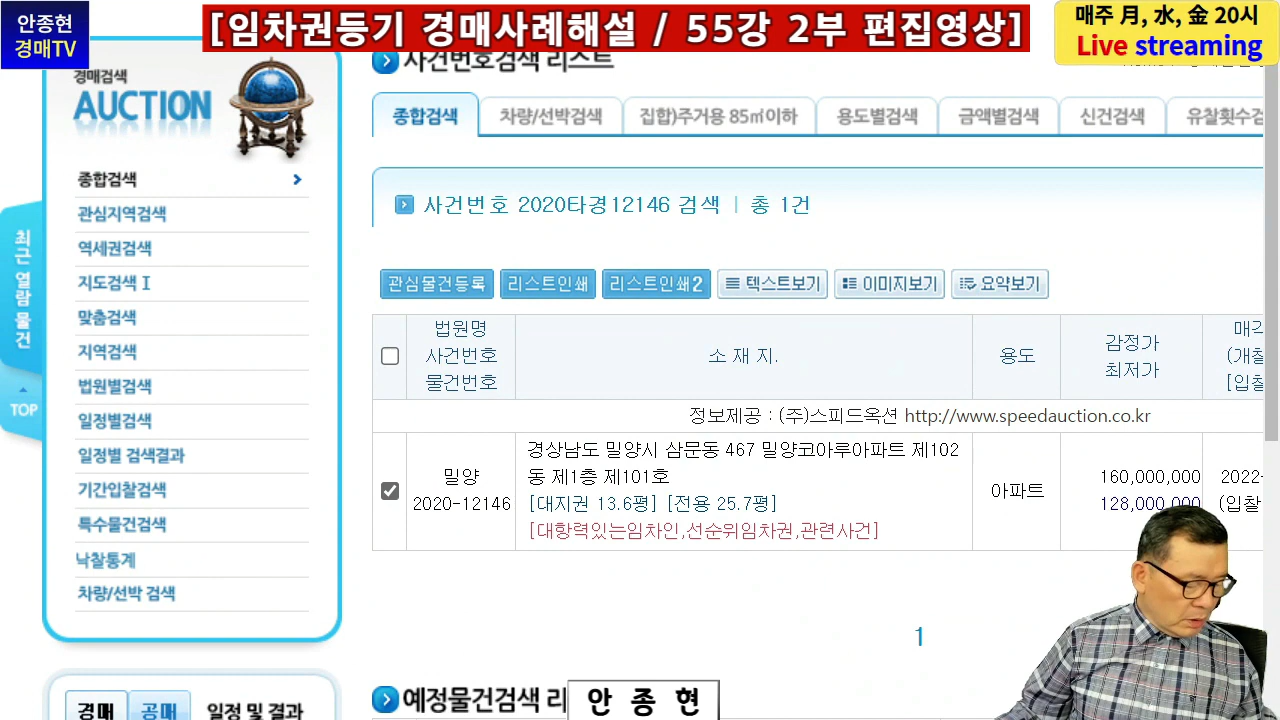 안종현
경매TV
[임차권등기 경매사례해설 / 55강 2부 편집영상]
매주 月, 水, 金 20시
Live streaming
경매검색
AUCTION
종합검색
관심지역검색
역세권검색
지도검색 I
맞춤검색
지역검색
법원별검색
일정별검색
일정별 검색결과
기간입찰검색
특수물건검색
낙찰통계
차량/선박 검색
최근 열람물건
TOP
경매 공매 일정 및 결과
사건번호검색 리스트
종합검색 차량/선박검색 집합)주거용 85㎡이하 용도별검색 금액별검색 신건검색 유찰횟수검
사건번호 2020타경12146 검색 | 총 1건
관심물건등록 리스트인쇄 리스트인쇄2 텍스트보기 이미지보기 요약보기
법원명
사건번호
물건번호
소 재 지.
용도
감정가
최저가
매각
(개찰
[입찰
정보제공 : (주)스피드옥션 http://www.speedauction.co.kr
밀양
2020-12146
경상남도 밀양시 삼문동 467 밀양코아루아파트 제102
동 제1층 제101호
[대지권 13.6평] [전용 25.7평]
[대항력있는임차인,선순위임차권,관련사건]
아파트
160,000,000
128,000,000
2022-
(입찰
1
예정물건검색 리
안 종 현